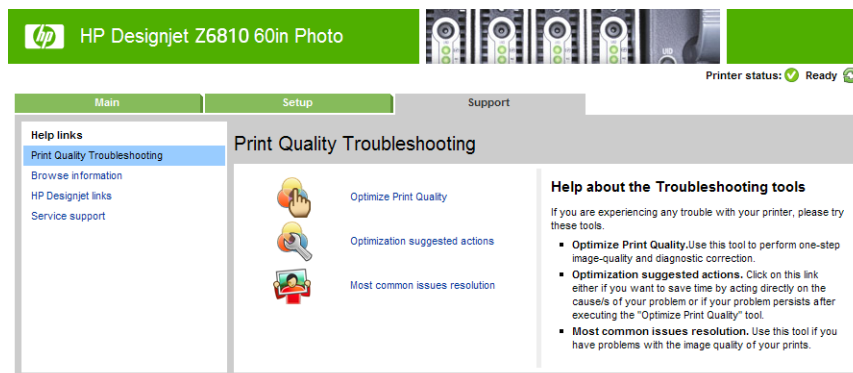 hp HP Designjet Z6810 60in Photo
UID
Printer status: Ready
Main Setup Support
Help links
Print Quality Troubleshooting
Browse information
HP Designjet links
Service support
Print Quality Troubleshooting
Optimize Print Quality
Optimization suggested actions
Most common issues resolution
Help about the Troubleshooting tools
If you are experiencing any trouble with your printer, please try
these tools.
▪ Optimize Print Quality.Use this tool to perform one-step
image-quality and diagnostic correction.
▪ Optimization suggested actions. Click on this link
either if you want to save time by acting directly on the
cause/s of your problem or if your problem persists after
executing the "Optimize Print Quality" tool.
▪ Most common issues resolution. Use this tool if you
have problems with the image quality of your prints.